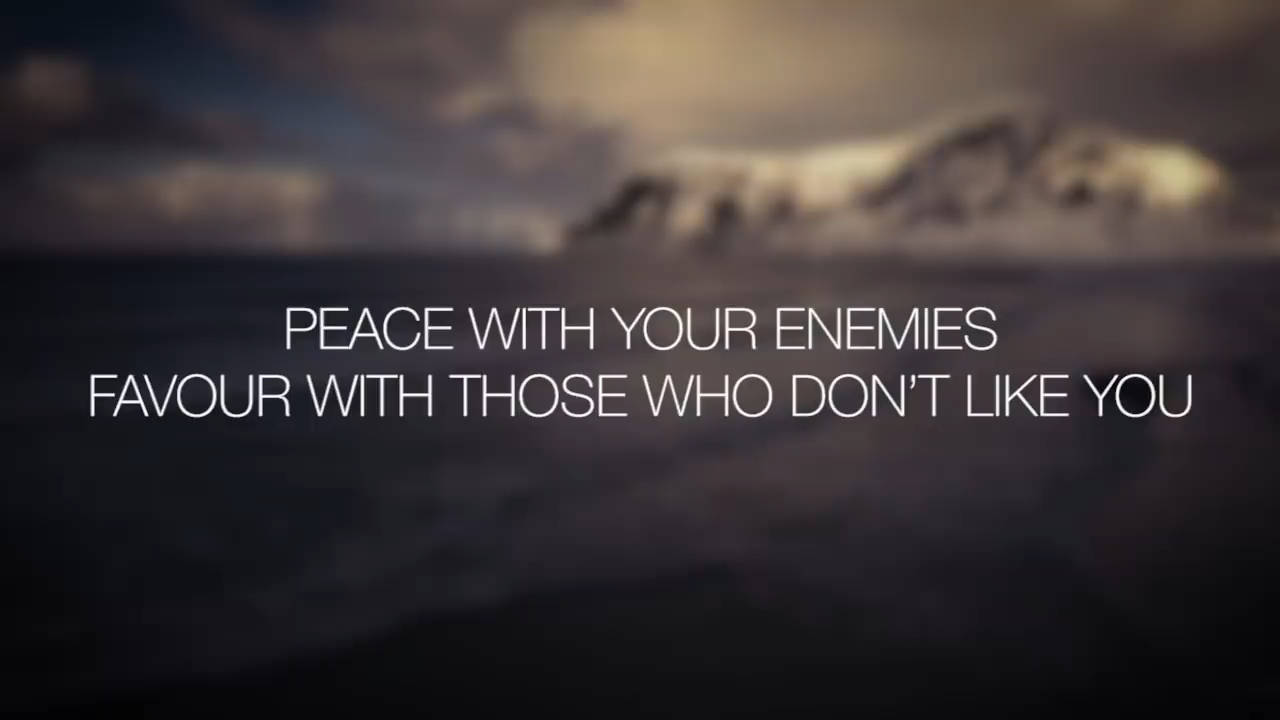 PEACE WITH YOUR ENEMIES
FAVOUR WITH THOSE WHO DON’T LIKE YOU